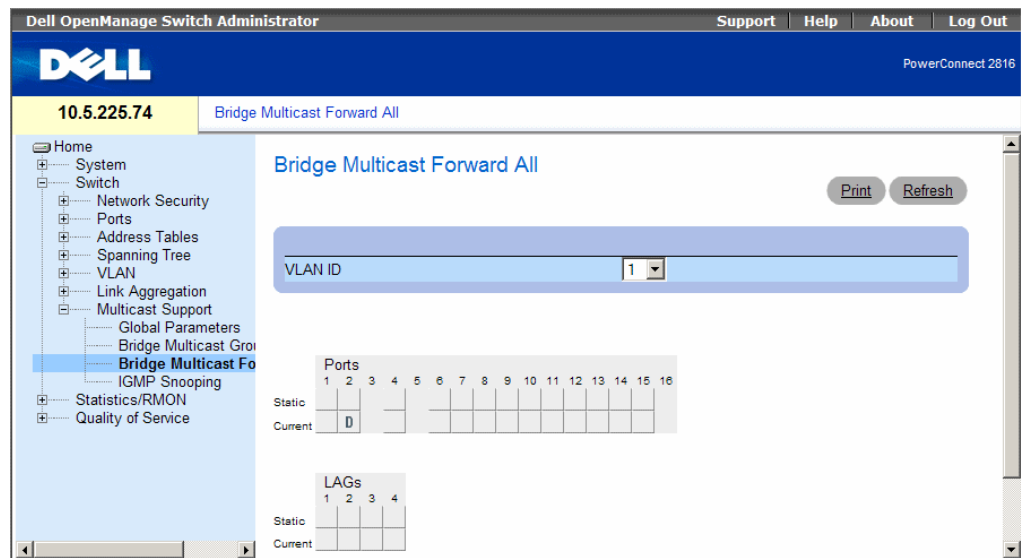 Dell OpenManage Switch Administrator Support Help About Log Out
DELL
PowerConnect 2816
10.5.225.74
Bridge Multicast Forward All
Home
System
Switch
Network Security
Ports
Address Tables
Spanning Tree
VLAN
Link Aggregation
Multicast Support
Global Parameters
Bridge Multicast Grou
Bridge Multicast Fo
IGMP Snooping
Statistics/RMON
Quality of Service
Bridge Multicast Forward All
Print Refresh
VLAN ID 1
Ports
1 2 3 4 5 6 7 8 9 10 11 12 13 14 15 16
Static
Current D
LAGs
1 2 3 4
Static
Current